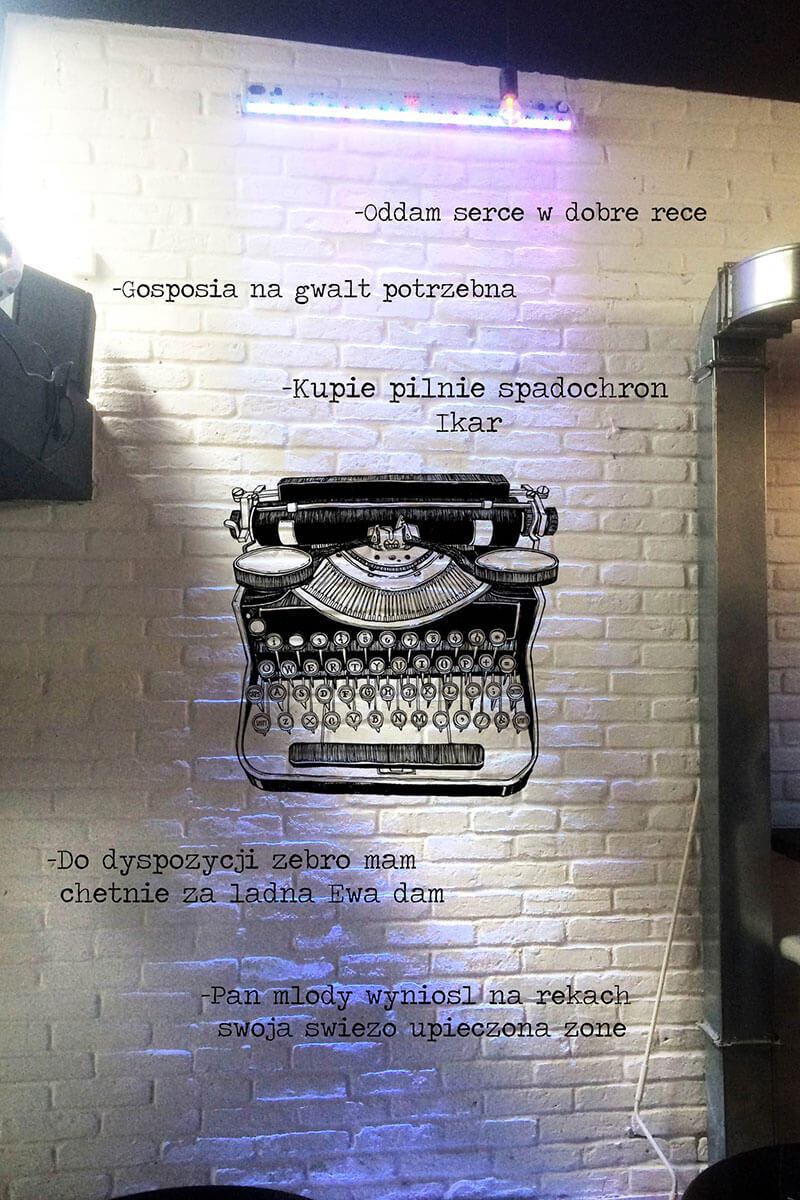 -Oddam serce w dobre rece
-Gosposia na gwalt potrzebna
-Kupie pilnie spadochron
Ikar
-Do dyspozycji zebro mam
chetnie za ladna Ewa dam
-Pan mlody wyniosl na rekach
swoja swiezo upieczona zone